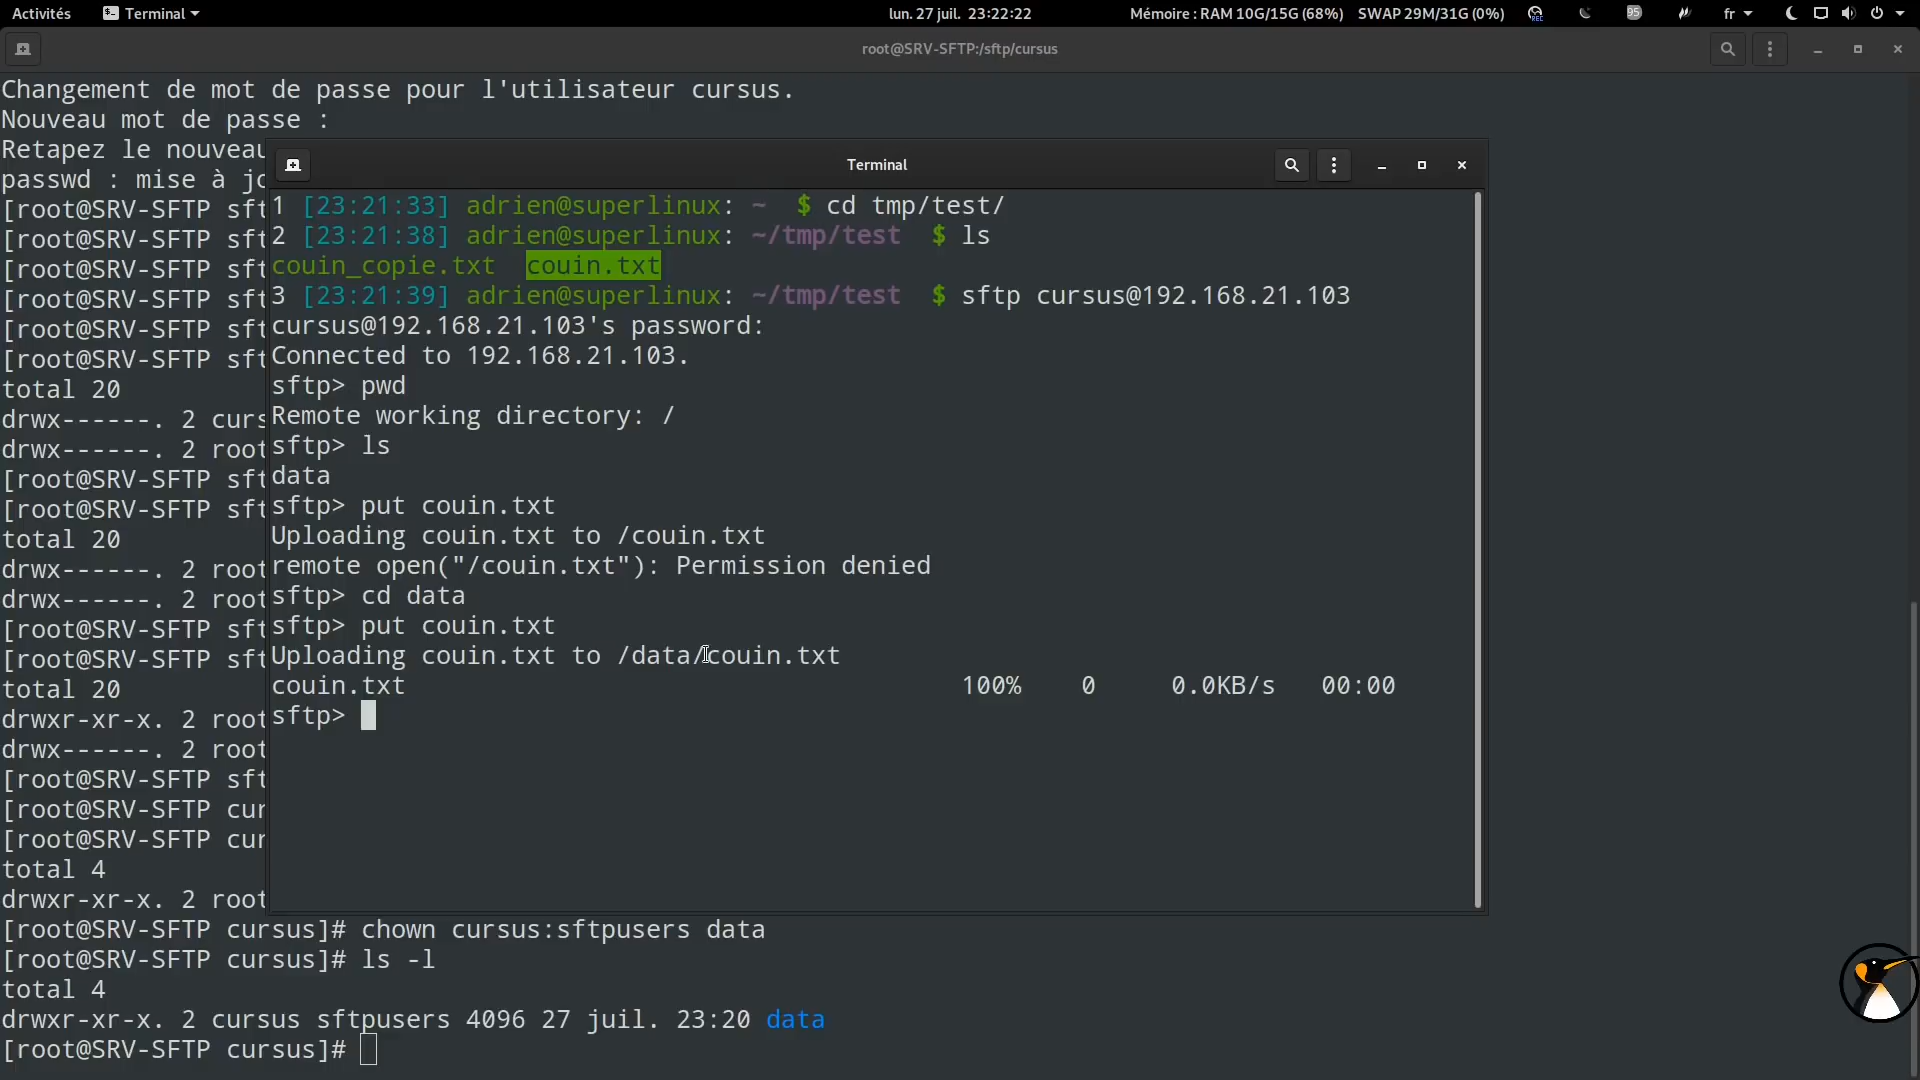 Activités Terminal lun. 27 juil. 23:22:22 Mémoire : RAM 10G/15G (68%) SWAP 29M/31G (0%) REC 95 fr
root@SRV-SFTP:/sftp/cursus
Changement de mot de passe pour l'utilisateur cursus.
Nouveau mot de passe :
Retapez le nouveau
passwd : mise à jo
[root@SRV-SFTP sft
[root@SRV-SFTP sft
[root@SRV-SFTP sft
[root@SRV-SFTP sft
[root@SRV-SFTP sft
[root@SRV-SFTP sft
total 20
drwx------. 2 curs
drwx------. 2 root
[root@SRV-SFTP sft
[root@SRV-SFTP sft
total 20
drwx------. 2 root
drwx------. 2 root
[root@SRV-SFTP sft
[root@SRV-SFTP sft
total 20
drwxr-xr-x. 2 root
drwx------. 2 root
[root@SRV-SFTP sft
[root@SRV-SFTP cur
[root@SRV-SFTP cur
total 4
drwxr-xr-x. 2 root
[root@SRV-SFTP cursus]# chown cursus:sftpusers data
[root@SRV-SFTP cursus]# ls -l
total 4
drwxr-xr-x. 2 cursus sftpusers 4096 27 juil. 23:20 data
[root@SRV-SFTP cursus]#
Terminal
1 [23:21:33] adrien@superlinux: ~ $ cd tmp/test/
2 [23:21:38] adrien@superlinux: ~/tmp/test $ ls
couin_copie.txt couin.txt
3 [23:21:39] adrien@superlinux: ~/tmp/test $ sftp cursus@192.168.21.103
cursus@192.168.21.103's password:
Connected to 192.168.21.103.
sftp> pwd
Remote working directory: /
sftp> ls
data
sftp> put couin.txt
Uploading couin.txt to /couin.txt
remote open("/couin.txt"): Permission denied
sftp> cd data
sftp> put couin.txt
Uploading couin.txt to /data/couin.txt
couin.txt 100% 0 0.0KB/s 00:00
sftp>